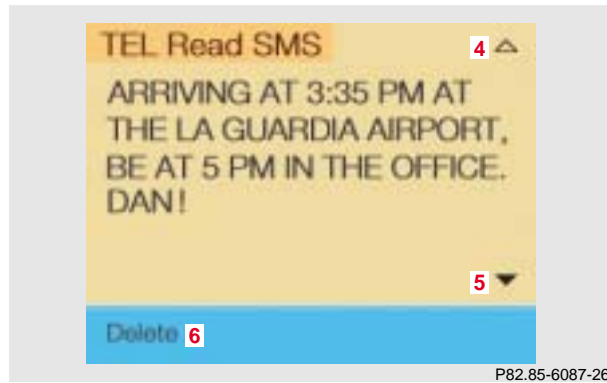 TEL Read SMS 4
ARRIVING AT 3:35 PM AT
THE LA GUARDIA AIRPORT,
BE AT 5 PM IN THE OFFICE.
DAN!
5
Delete 6
P82.85-6087-26